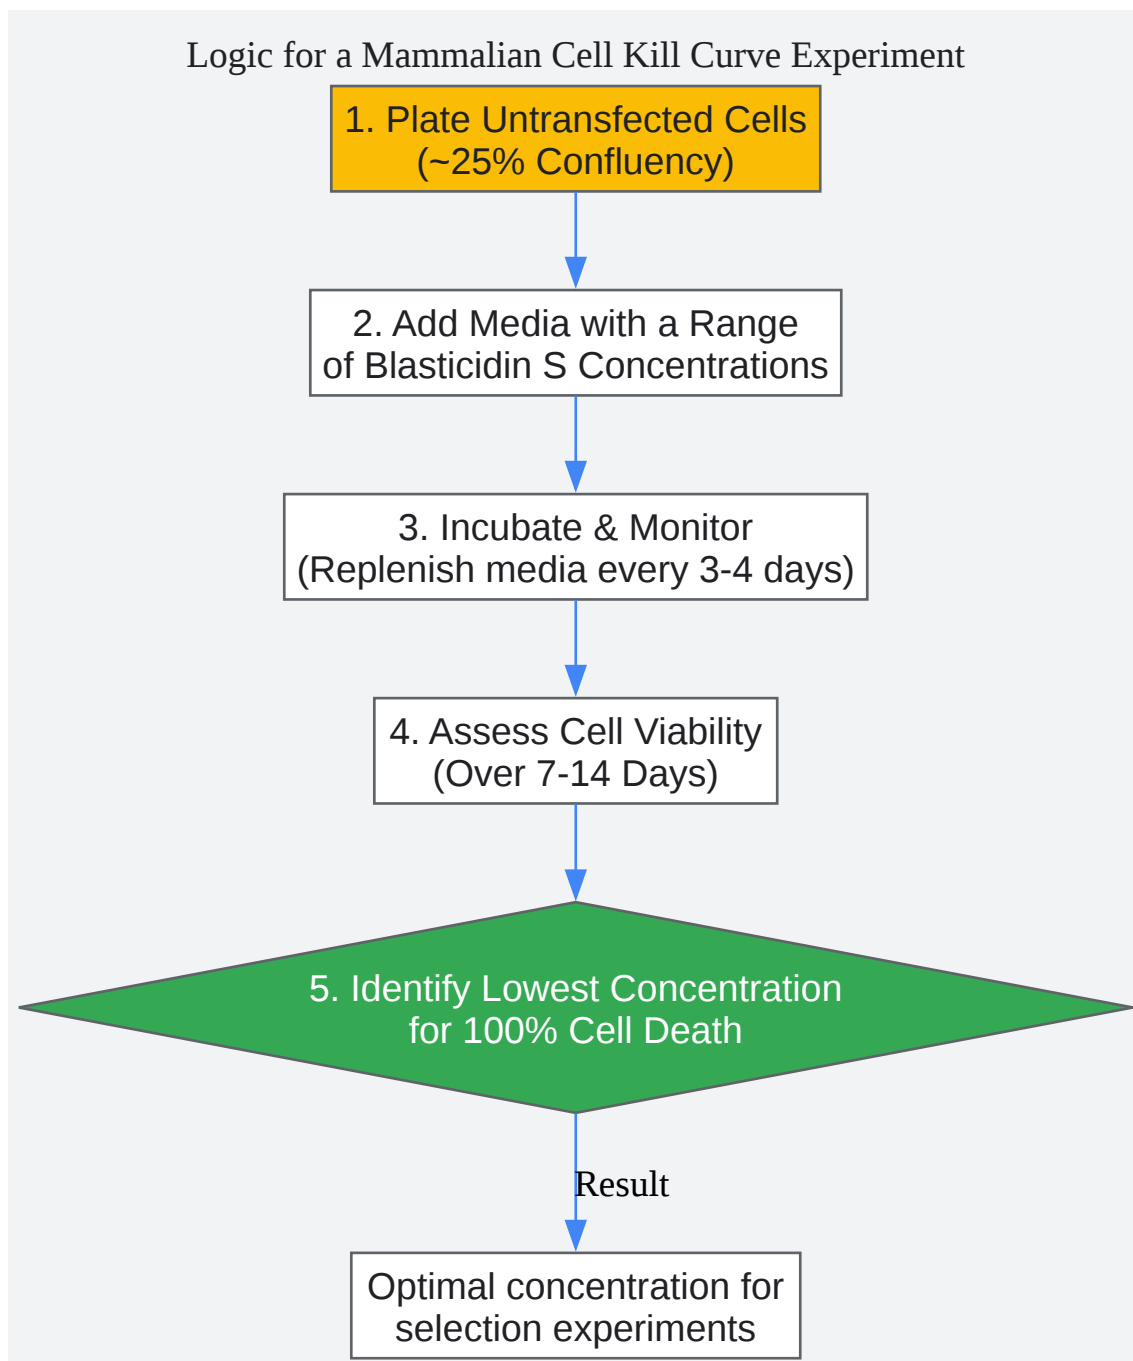 Logic for a Mammalian Cell Kill Curve Experiment
1. Plate Untransfected Cells
(~25% Confluency)
2. Add Media with a Range
of Blasticidin S Concentrations
3. Incubate & Monitor
(Replenish media every 3-4 days)
4. Assess Cell Viability
(Over 7-14 Days)
5. Identify Lowest Concentration
for 100% Cell Death
Result
Optimal concentration for
selection experiments